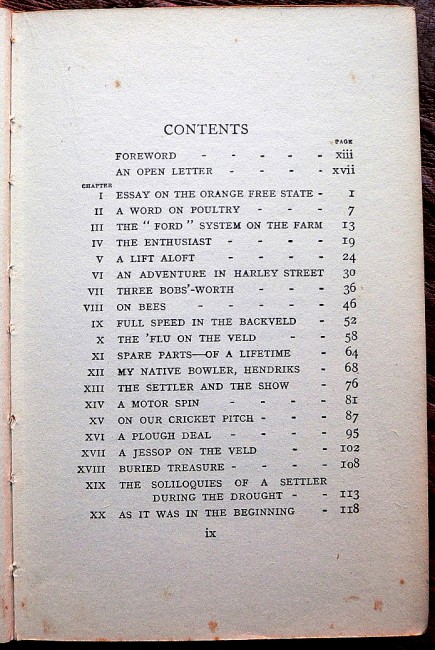 CONTENTS
PAGE
FOREWORD - - - - - xiii
AN OPEN LETTER - - - - - xvii
CHAPTER
I ESSAY ON THE ORANGE FREE STATE - 1
II A WORD ON POULTRY - - - 7
III THE "FORD" SYSTEM ON THE FARM 13
IV THE ENTHUSIAST - - - - 19
V A LIFT ALOFT - - - - 24
VI AN ADVENTURE IN HARLEY STREET 30
VII THREE BOBS'-WORTH - - - 36
VIII ON BEES - - - - - 46
IX FULL SPEED IN THE BACKVELD - 52
X THE 'FLU ON THE VELD - - 58
XI SPARE PARTS—OF A LIFETIME - 64
XII MY NATIVE BOWLER, HENDRIKS - 68
XIII THE SETTLER AND THE SHOW - 76
XIV A MOTOR SPIN - - - - 81
XV ON OUR CRICKET PITCH - - - 87
XVI A PLOUGH DEAL - - - - 95
XVII A JESSOP ON THE VELD - - 102
XVIII BURIED TREASURE - - - - 108
XIX THE SOLILOQUIES OF A SETTLER
DURING THE DROUGHT - - 113
XX AS IT WAS IN THE BEGINNING - 118
ix